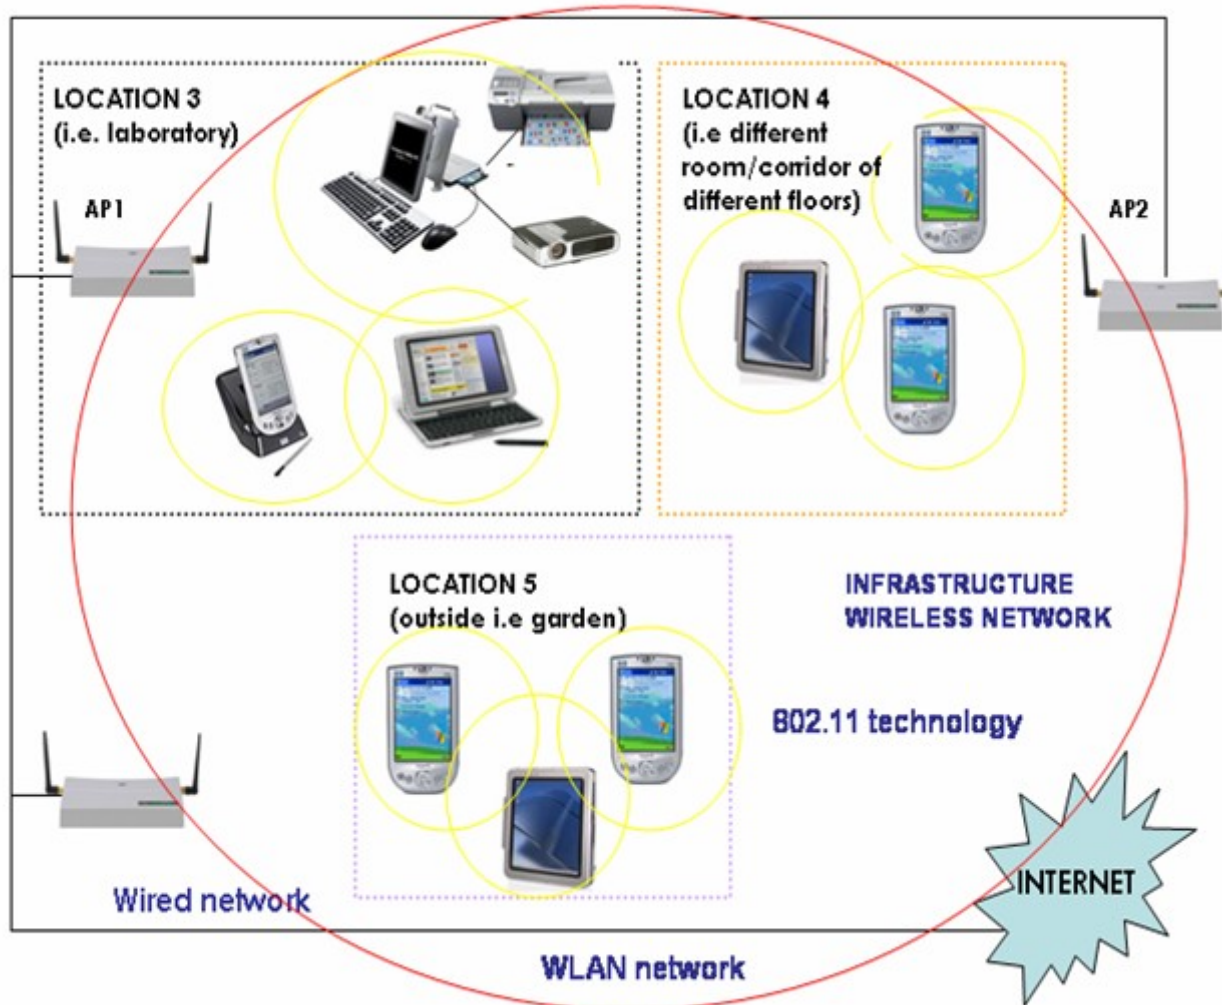 LOCATION 3
(i.e. laboratory)
AP1
LOCATION 4
(i.e different
room/corridor of
different floors)
AP2
LOCATION 5
(outside i.e garden)
INFRASTRUCTURE
WIRELESS NETWORK
802.11 technology
INTERNET
Wired network
WLAN network